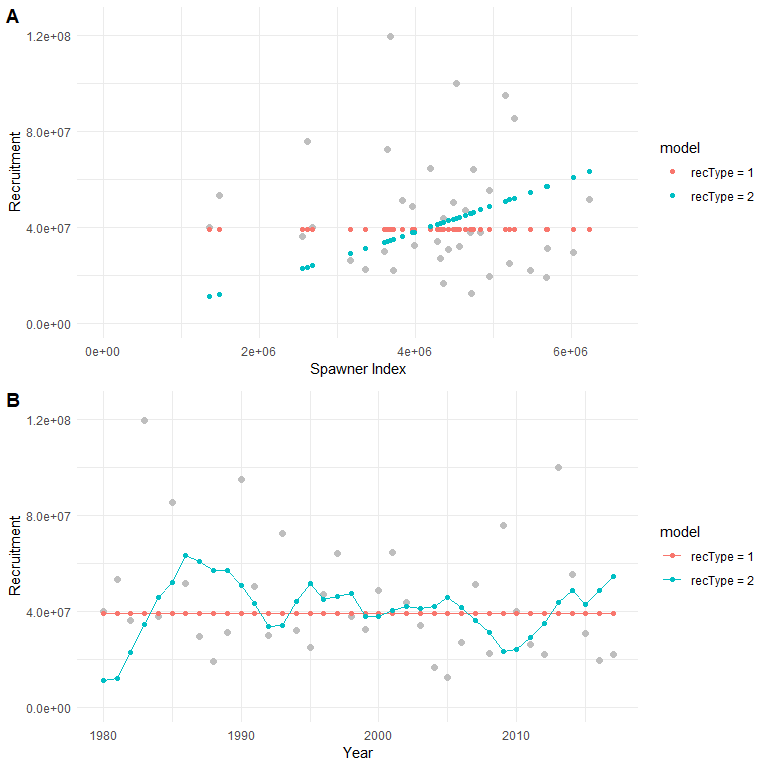 A
Recruitment
1.2e+08
8.0e+07
4.0e+07
0.0e+00
0e+00 2e+06 4e+06 6e+06
Spawner Index
model
recType = 1
recType = 2
B
Recruitment
1.2e+08
8.0e+07
4.0e+07
0.0e+00
1980 1990 2000 2010
Year
model
recType = 1
recType = 2